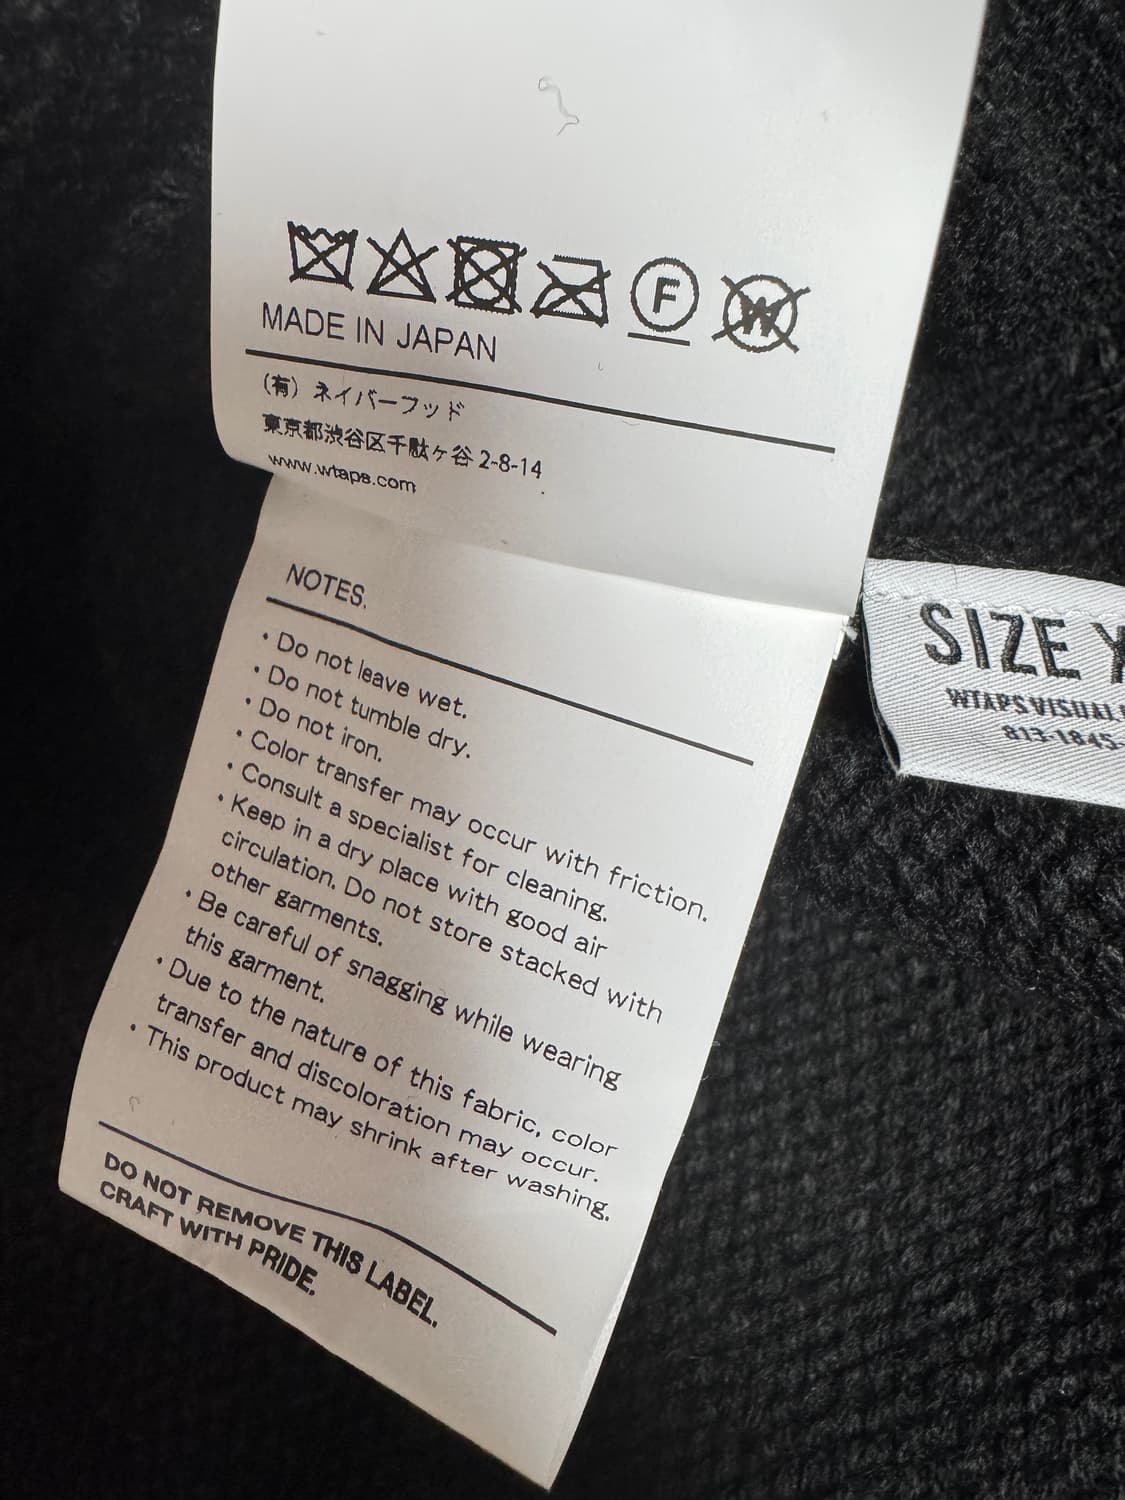 F
W
MADE IN JAPAN
(有) ネイバーフッド
東京都渋谷区千駄ヶ谷 2-8-14
www.wtaps.com
NOTES.
・Do not leave wet.
・Do not tumble dry.
・Do not iron.
・Color transfer may occur with friction.
・Consult a specialist for cleaning.
・Keep in a dry place with good air
circulation. Do not store stacked with
other garments.
・Be careful of snagging while wearing
this garment.
・Due to the nature of this fabric, color
transfer and discoloration may occur.
・This product may shrink after washing.
DO NOT REMOVE THIS LABEL.
CRAFT WITH PRIDE.
SIZE
WTAPS VISUAL
813-1845-